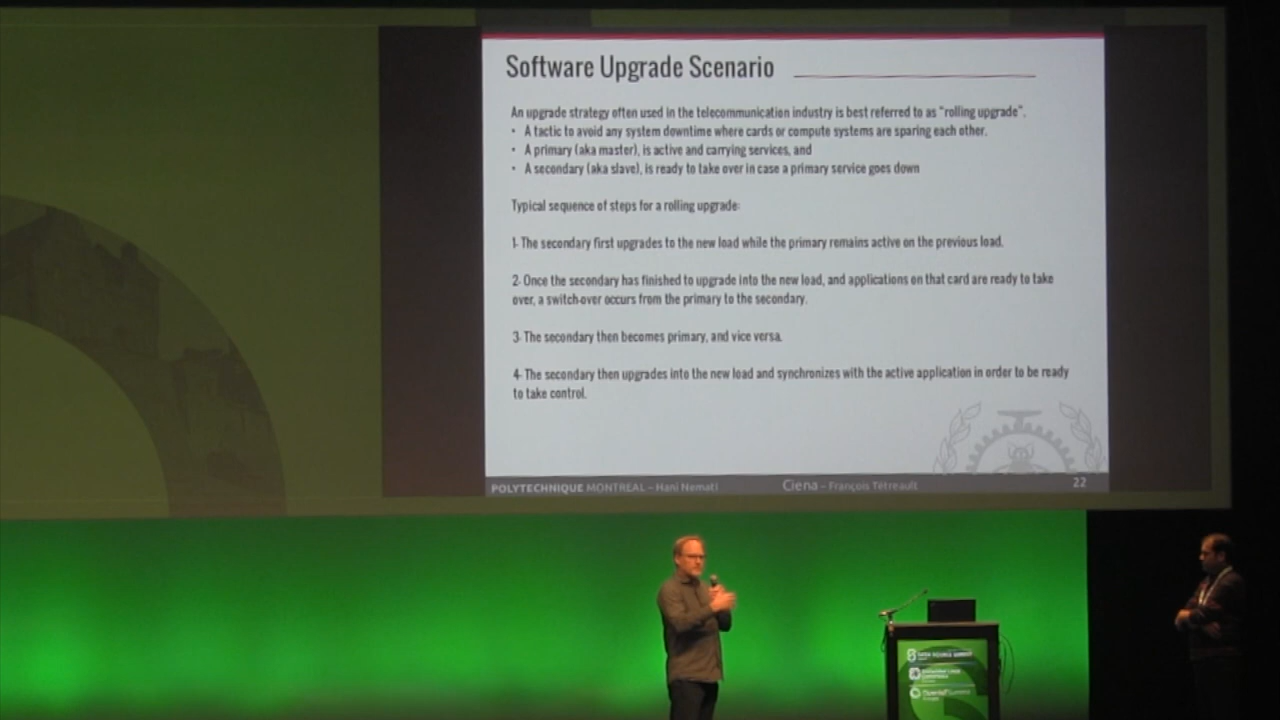 Software Upgrade Scenario
An upgrade strategy often used in the telecommunication industry is best referred to as "rolling upgrade".
• A tactic to avoid any system downtime where cards or compute systems are sparing each other.
• A primary (aka master), is active and carrying services, and
• A secondary (aka slave), is ready to take over in case a primary service goes down
Typical sequence of steps for a rolling upgrade:
1- The secondary first upgrades to the new load while the primary remains active on the previous load.
2- Once the secondary has finished to upgrade into the new load, and applications on that card are ready to take
over, a switch-over occurs from the primary to the secondary.
3- The secondary then becomes primary, and vice versa.
4- The secondary then upgrades into the new load and synchronizes with the active application in order to be ready
to take control.
POLYTECHNIQUE MONTREAL – Hani Nemati
Ciena – François Tétreault
22